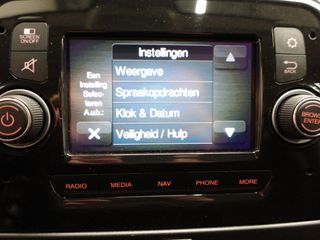 SCREEN
ON/OFF
Instellingen
Weergave
Een
Instelling
Selec-
teren
A.u.b.:
Spraakopdrachten
Klok & Datum
Veiligheid / Hulp
BACK
BROWSE
ENTER
RADIO
MEDIA
NAV
PHONE
MORE